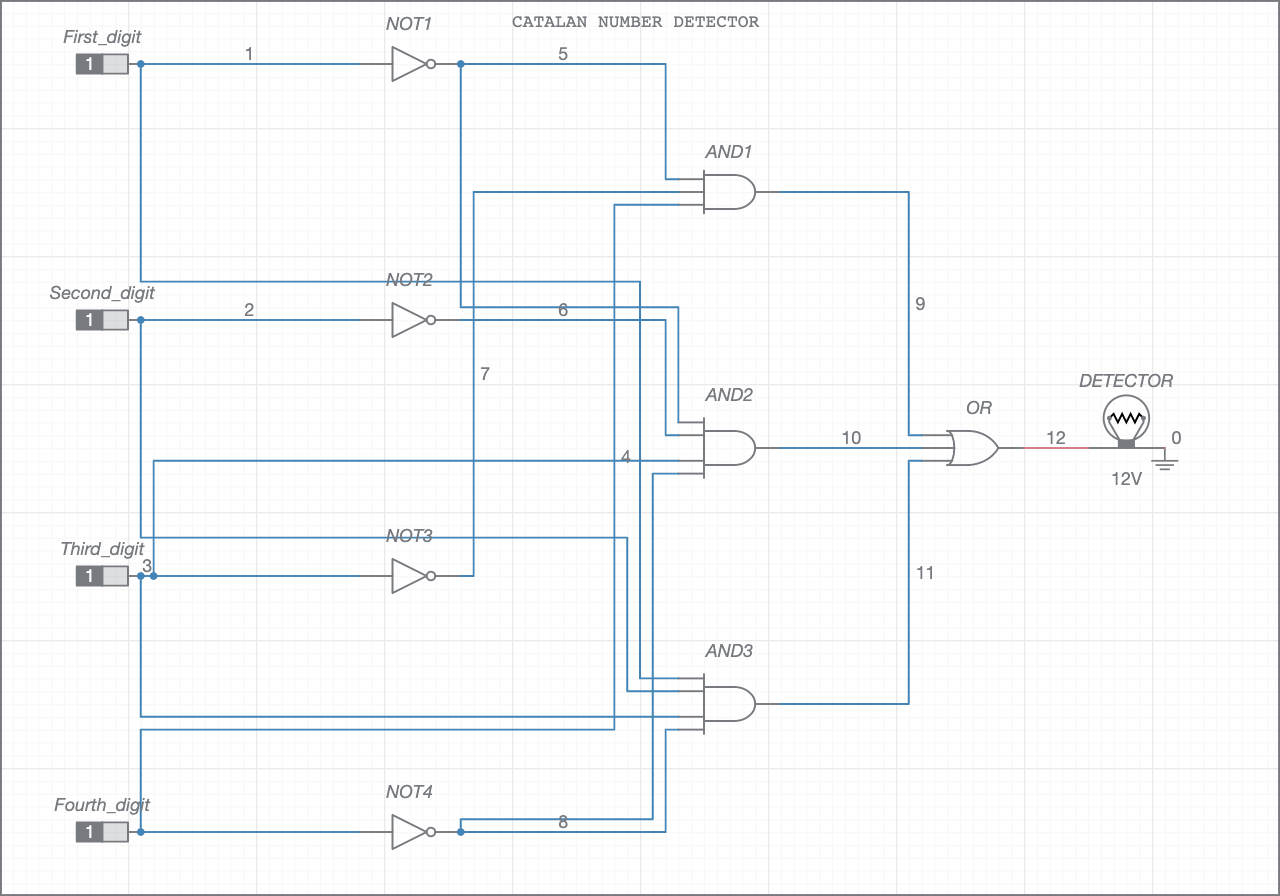 CATALAN NUMBER DETECTOR
NOT1
First_digit
1
1
5
AND1
NOT2
Second_digit
1
2
6
9
7
DETECTOR
AND2
OR
4
10
12
0
12V
NOT3
Third_digit
1
3
11
AND3
NOT4
Fourth_digit
1
8